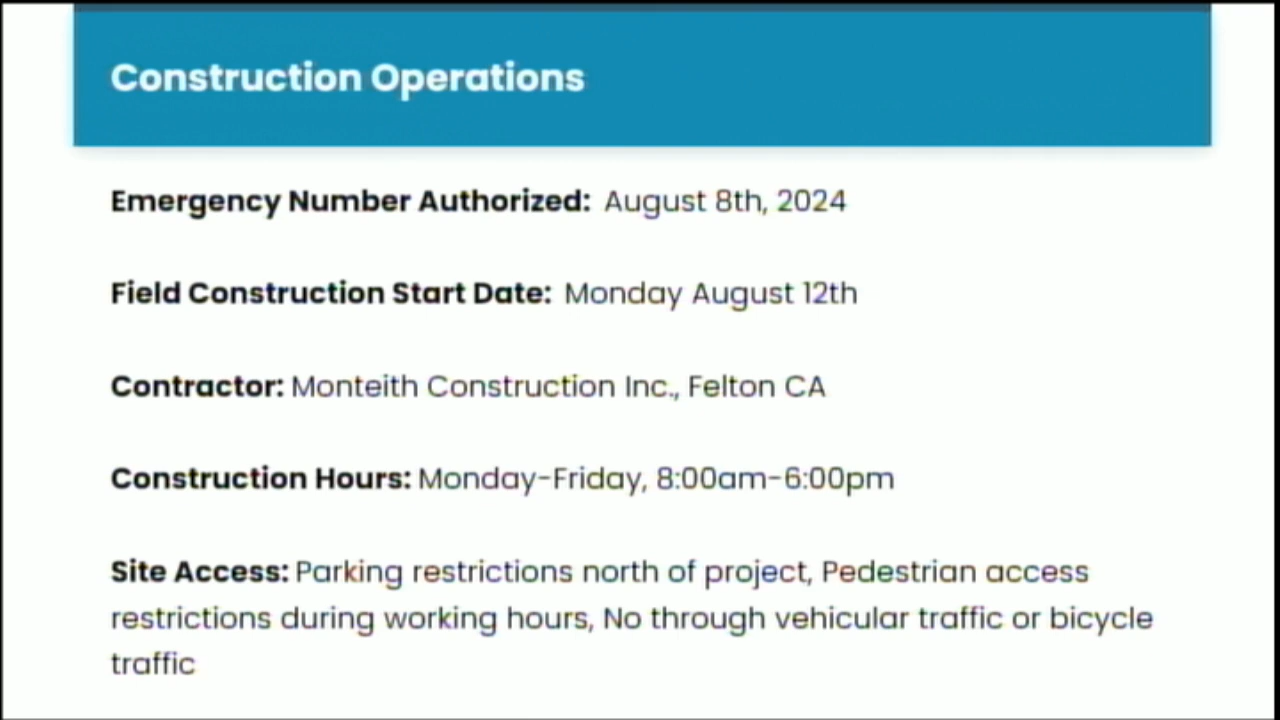 Construction Operations
Emergency Number Authorized: August 8th, 2024
Field Construction Start Date: Monday August 12th
Contractor: Monteith Construction Inc., Felton CA
Construction Hours: Monday-Friday, 8:00am-6:00pm
Site Access: Parking restrictions north of project, Pedestrian access
restrictions during working hours, No through vehicular traffic or bicycle
traffic